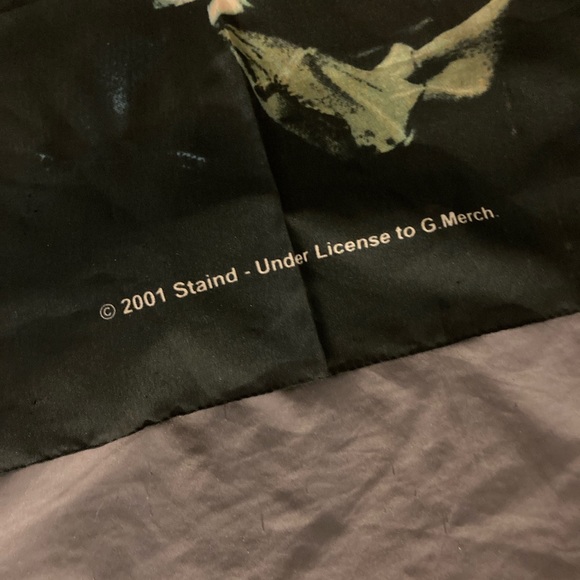 © 2001 Staind - Under License to G.Merch.